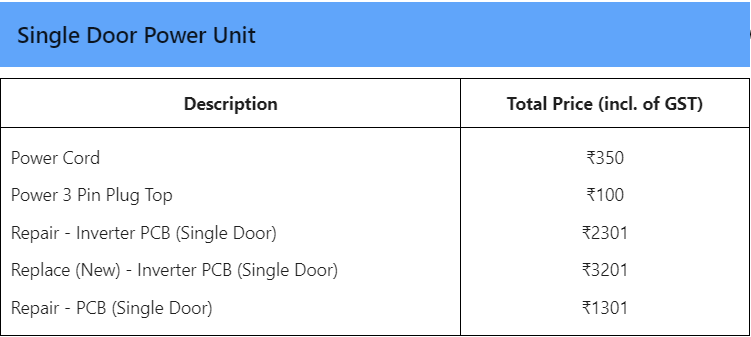 Single Door Power Unit
Description Total Price (incl. of GST)
Power Cord ₹350
Power 3 Pin Plug Top ₹100
Repair - Inverter PCB (Single Door) ₹2301
Replace (New) - Inverter PCB (Single Door) ₹3201
Repair - PCB (Single Door) ₹1301